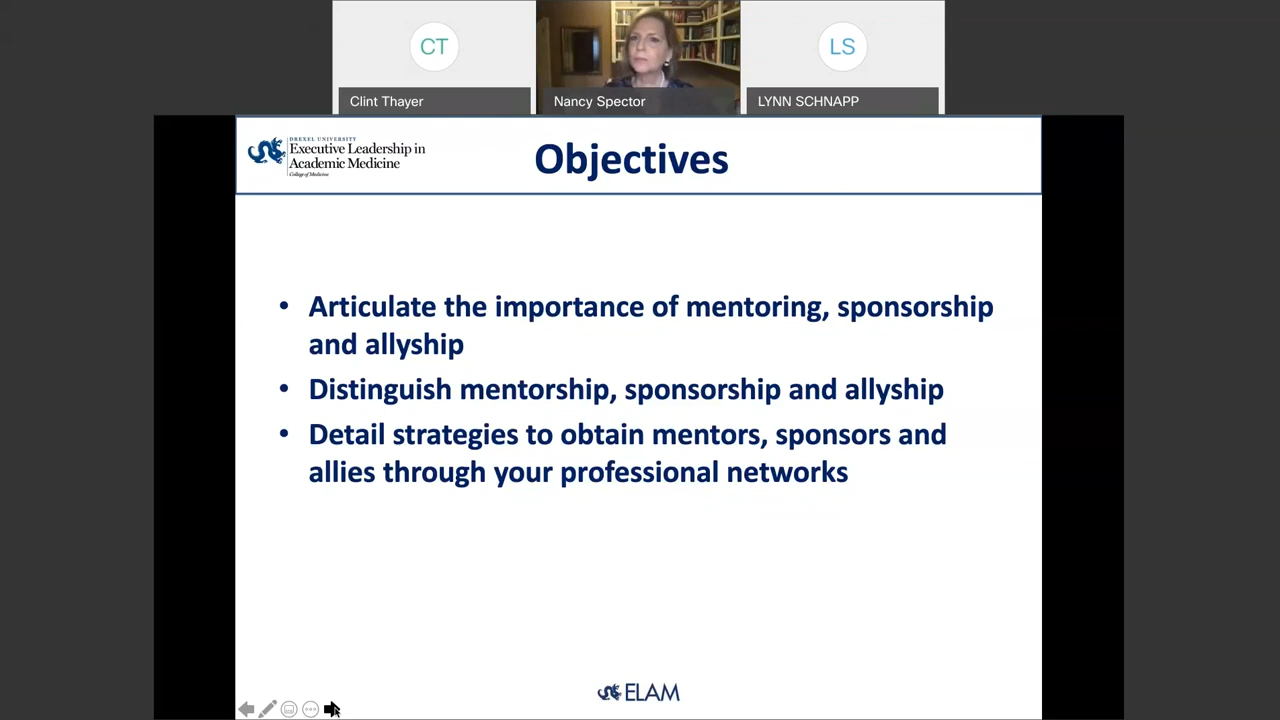 CT
LS
Clint Thayer
Nancy Spector
LYNN SCHNAPP
DREXEL UNIVERSITY
Executive Leadership in
Academic Medicine
College of Medicine
Objectives
• Articulate the importance of mentoring, sponsorship
and allyship
• Distinguish mentorship, sponsorship and allyship
• Detail strategies to obtain mentors, sponsors and
allies through your professional networks
ELAM